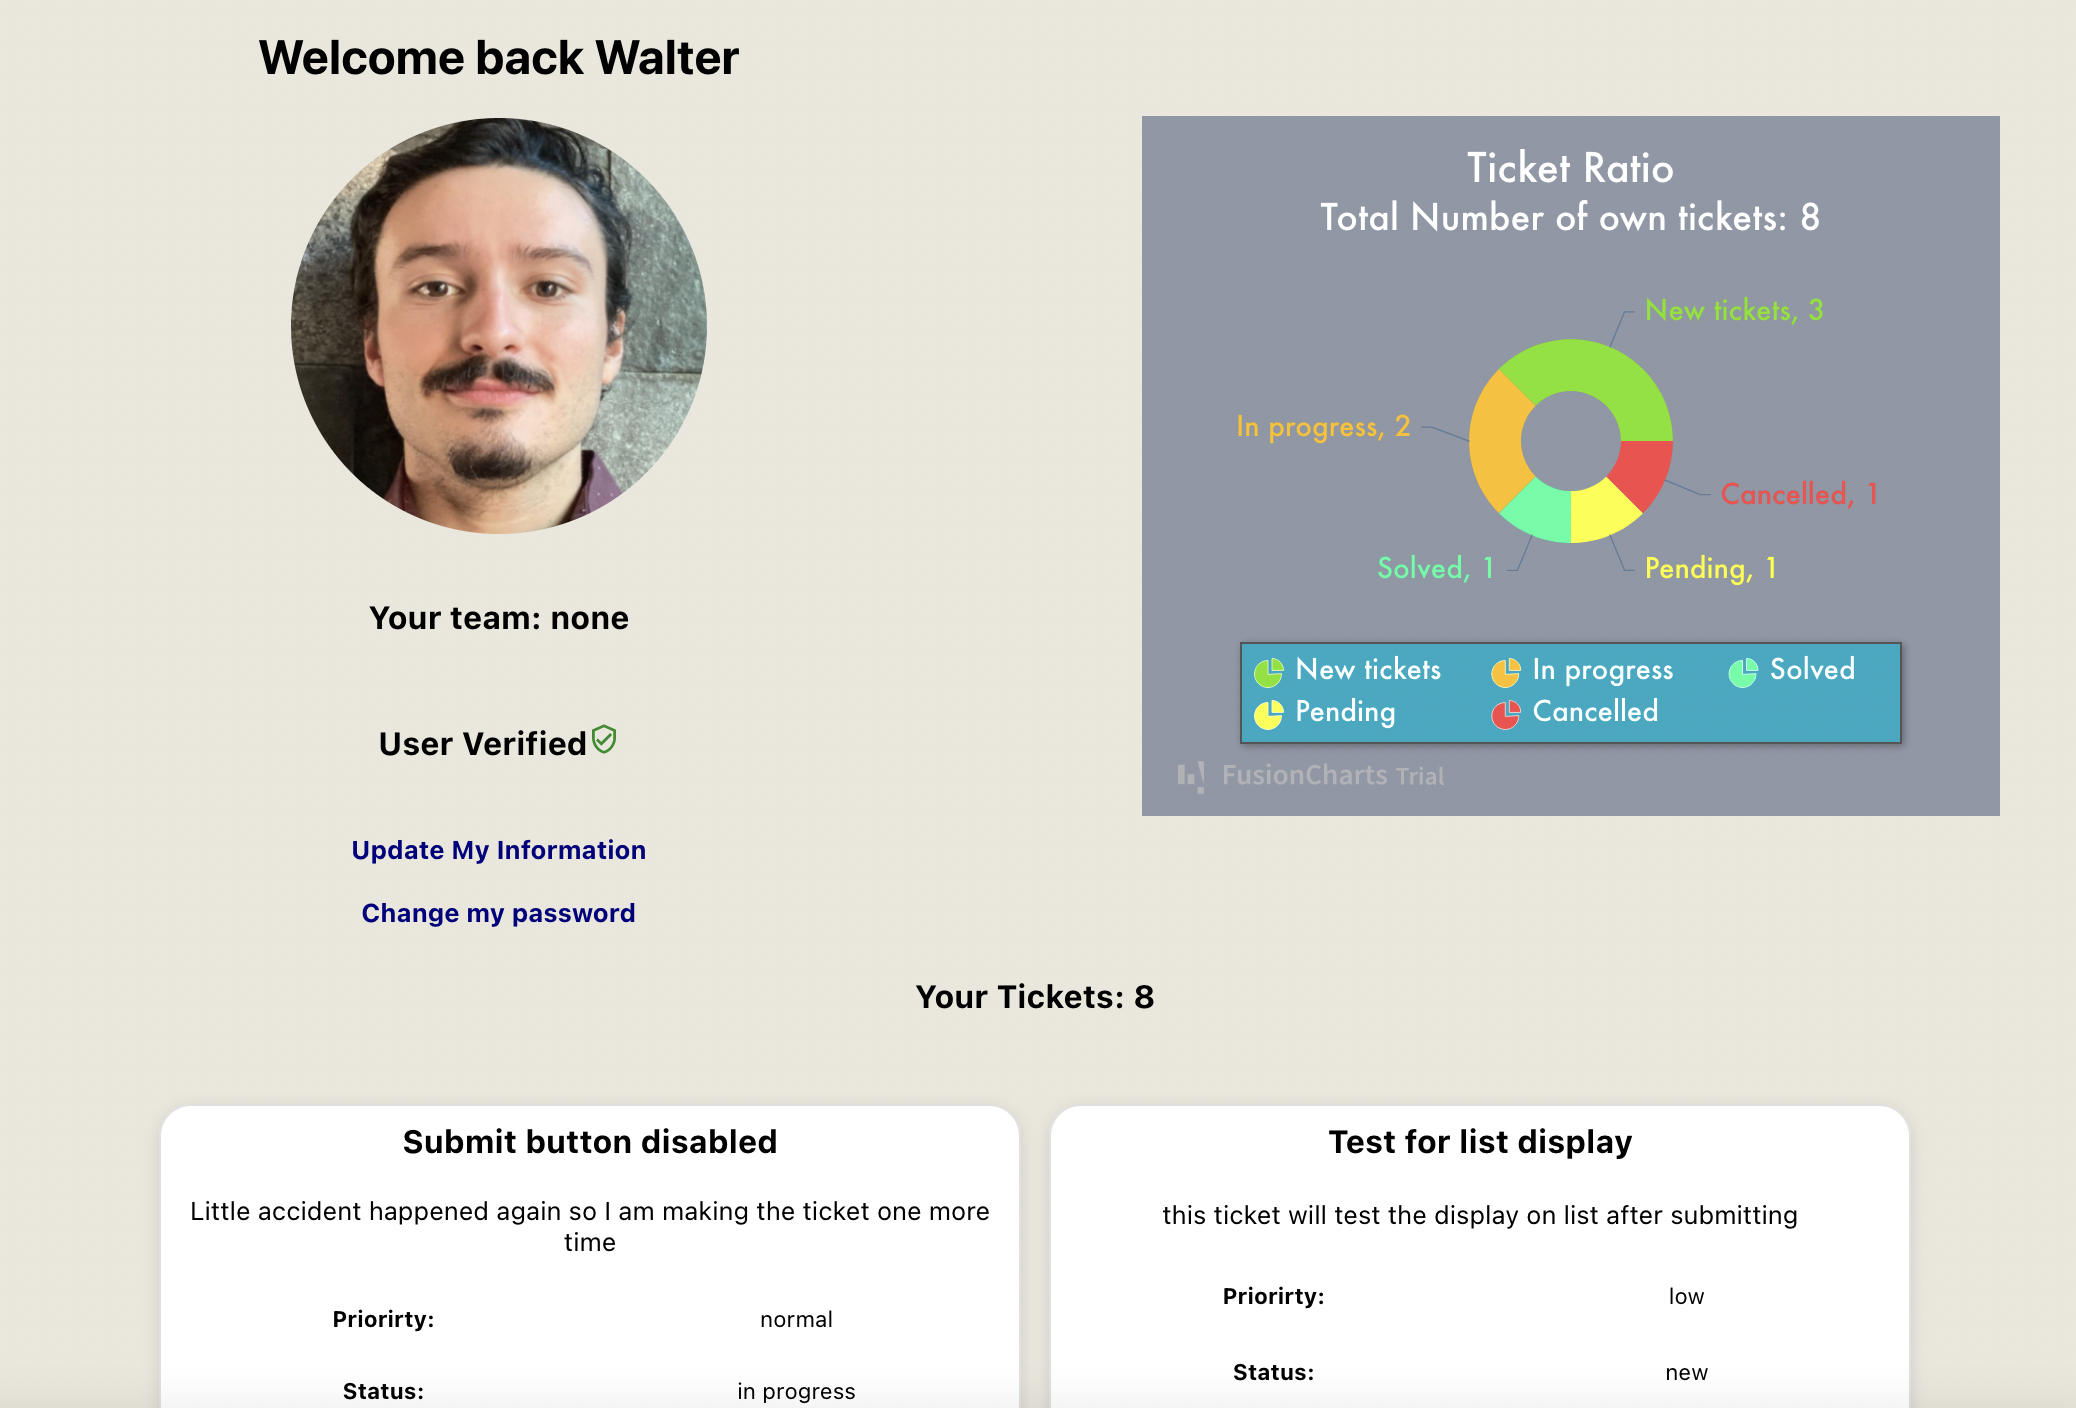 Welcome back Walter
Your team: none
User Verified
Update My Information
Change my password
Ticket Ratio
Total Number of own tickets: 8
New tickets, 3
In progress, 2
Cancelled, 1
Solved, 1
Pending, 1
New tickets In progress Solved
Pending Cancelled
FusionCharts Trial
Your Tickets: 8
Submit button disabled
Little accident happened again so I am making the ticket one more
time
Priorirty: normal
Status: in progress
Test for list display
this ticket will test the display on list after submitting
Priorirty: low
Status: new